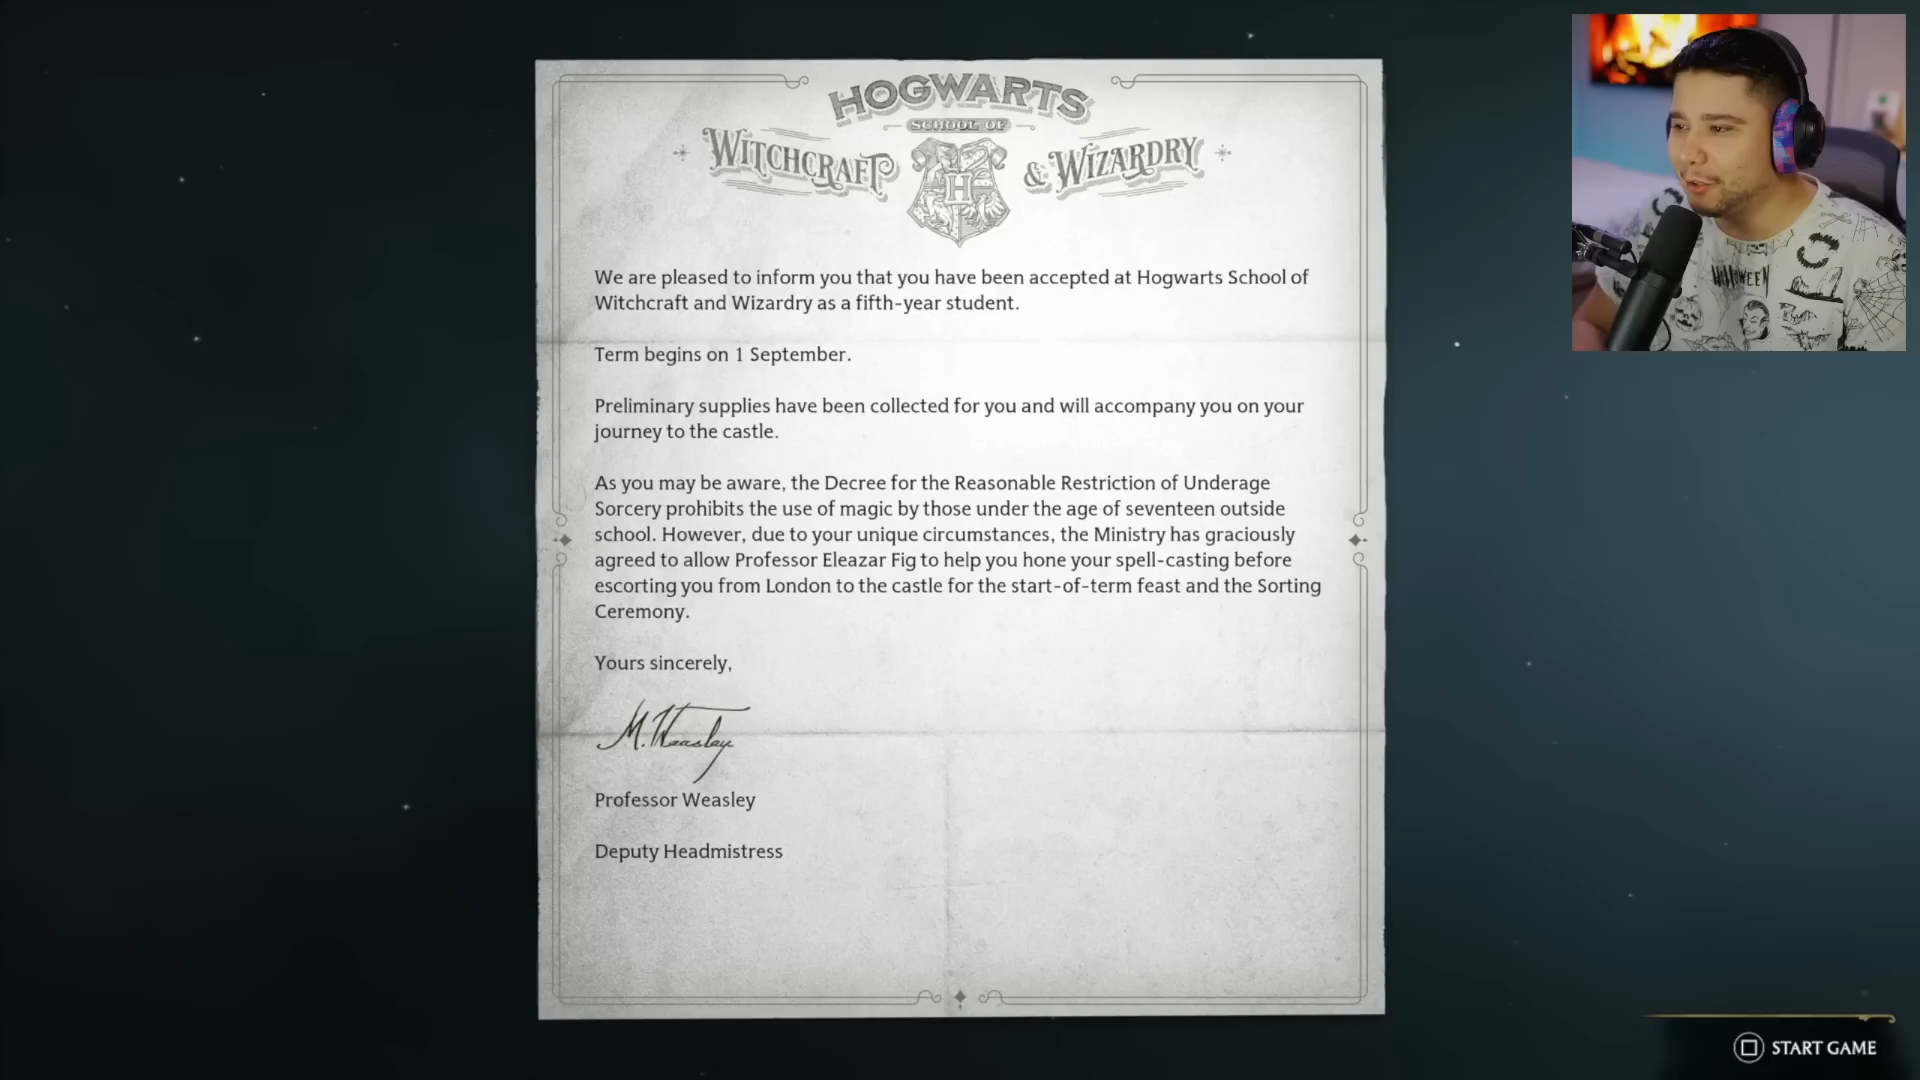 HOGWARTS
SCHOOL OF
WITCHCRAFT & WIZARDRY
H
We are pleased to inform you that you have been accepted at Hogwarts School of
Witchcraft and Wizardry as a fifth-year student.
Term begins on 1 September.
Preliminary supplies have been collected for you and will accompany you on your
journey to the castle.
As you may be aware, the Decree for the Reasonable Restriction of Underage
Sorcery prohibits the use of magic by those under the age of seventeen outside
school. However, due to your unique circumstances, the Ministry has graciously
agreed to allow Professor Eleazar Fig to help you hone your spell-casting before
escorting you from London to the castle for the start-of-term feast and the Sorting
Ceremony.
Yours sincerely,
M. Weasley
Professor Weasley
Deputy Headmistress
HALLOWEEN
START GAME